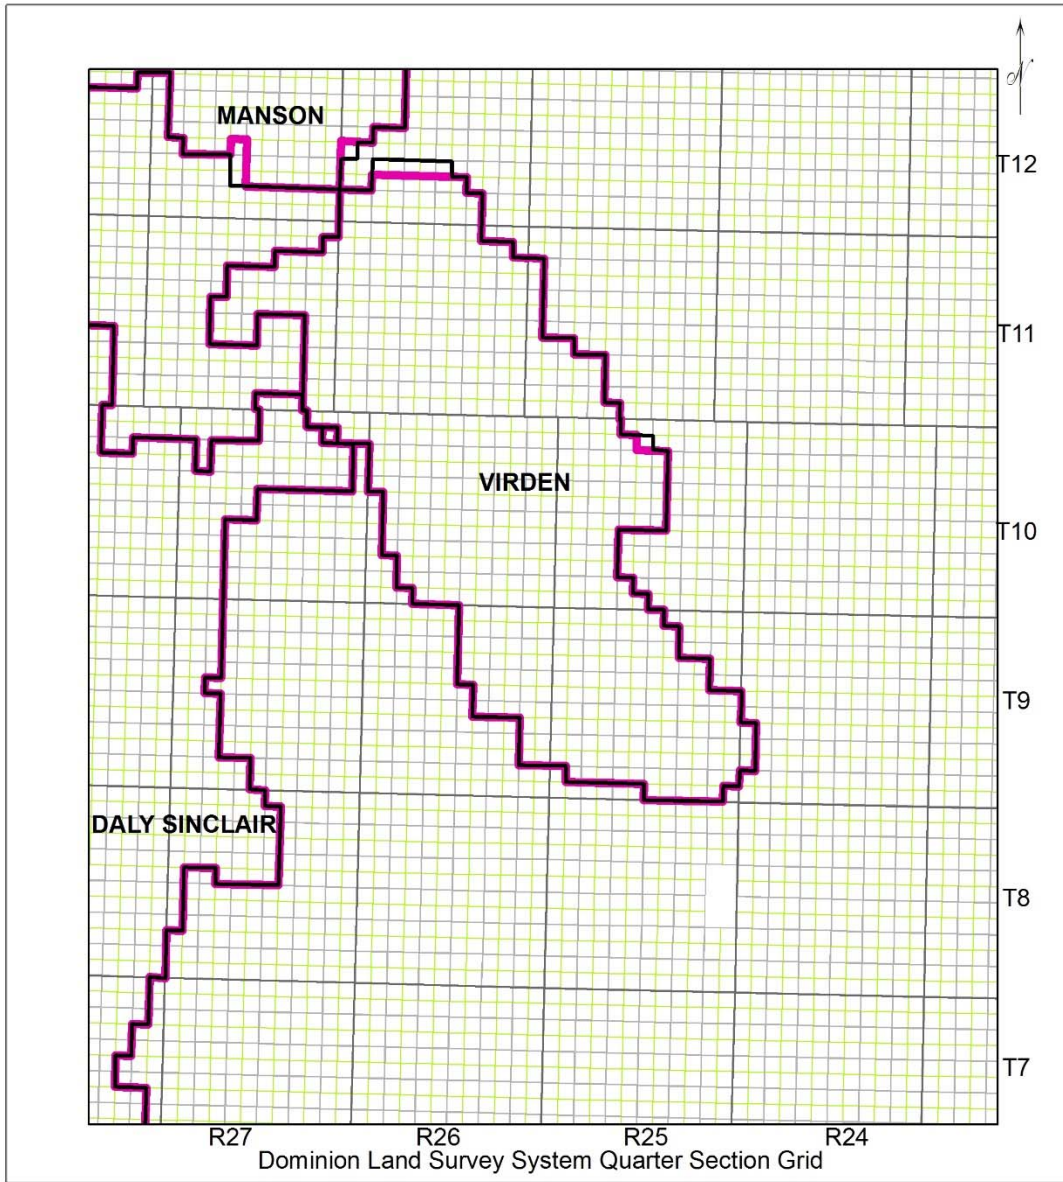 N
MANSON
T12
T11
VIRDEN
T10
T9
DALY SINCLAIR
T8
T7
R27 R26 R25 R24
Dominion Land Survey System Quarter Section Grid